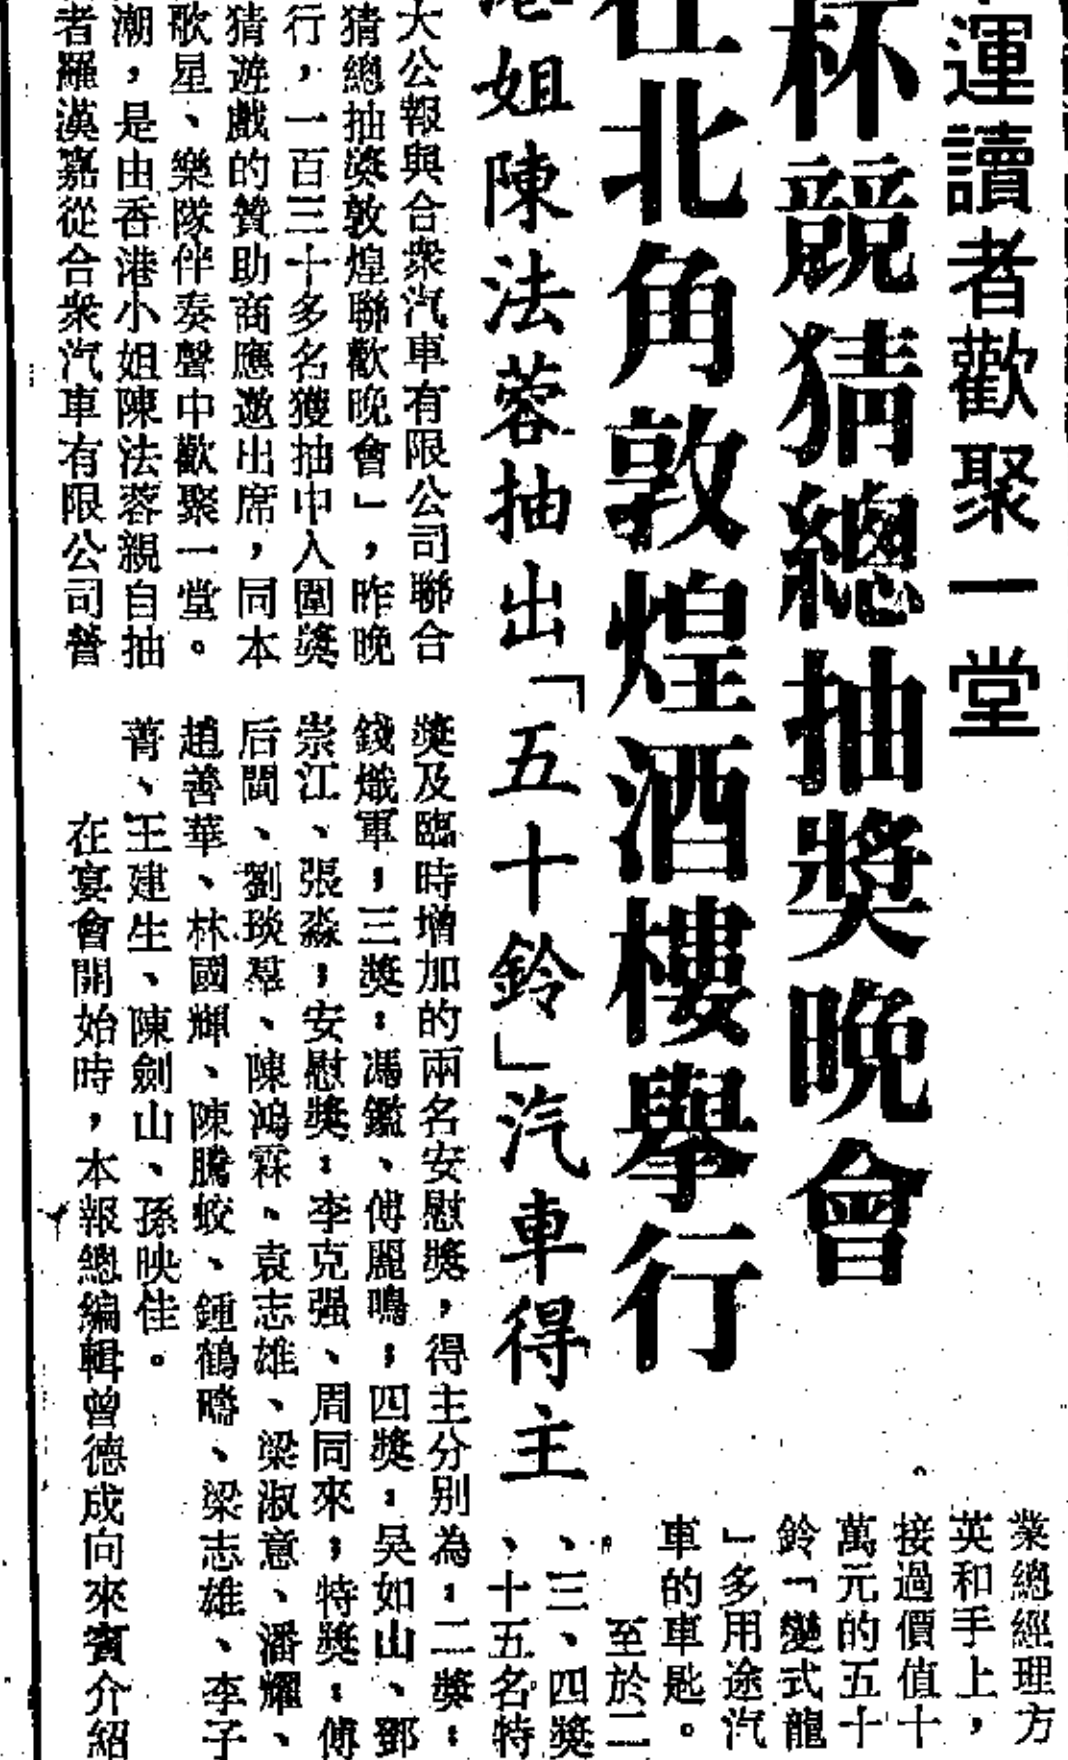 運讀者歡聚一堂
杯競猜總抽獎晚會
在北角敦煌酒樓舉行
港姐陳法蓉抽出「五十鈴」汽車得主
大公報與合衆汽車有限公司聯合
猜總抽獎敦煌聯歡晚會」，昨晚
行，一百三十多名獲抽中入圍獎
猜遊戲的贊助商應邀出席，同本
歌星、樂隊伴奏聲中歡聚一堂。
潮，是由香港小姐陳法蓉親自抽
者羅漢嘉從合衆汽車有限公司營
業總經理方
英和手上，
接過價值十
萬元的五十
鈴「變式龍
」多用途汽
車的車匙。
至於二
、三、四獎
、十五名特
獎及臨時增加的兩名安慰獎，得主分別為：二獎：
錢熾軍；三獎：馮鑑、傅麗鳴；四獎：吳如山、鄧
崇江、張淼；安慰獎：李克强、周同來；特獎：傅
后閩、劉琰羣、陳鴻霖、袁志雄、梁淑意、潘耀、
趙善華、林國輝、陳騰蛟、鍾鶴疇、梁志雄、李子
菁、王建生、陳劍山、孫映佳。
在宴會開始時，本報總編輯曾德成向來賓介紹